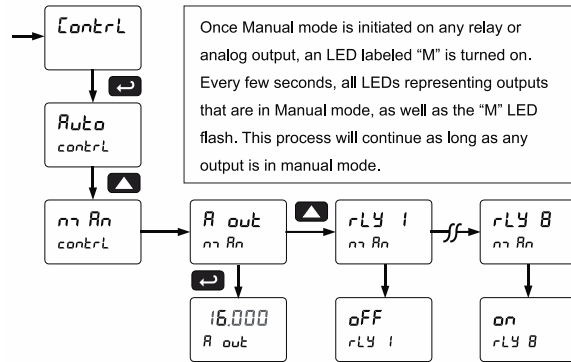 Contrl
Once Manual mode is initiated on any relay or
analog output, an LED labeled “M” is turned on.
Every few seconds, all LEDs representing outputs
that are in Manual mode, as well as the “M” LED
flash. This process will continue as long as any
output is in manual mode.
Auto
contrl
mAn
contrl
A out
mAn
rLY 1
mAn
rLY 8
mAn
16.000
A out
oFF
rLY 1
on
rLY 8